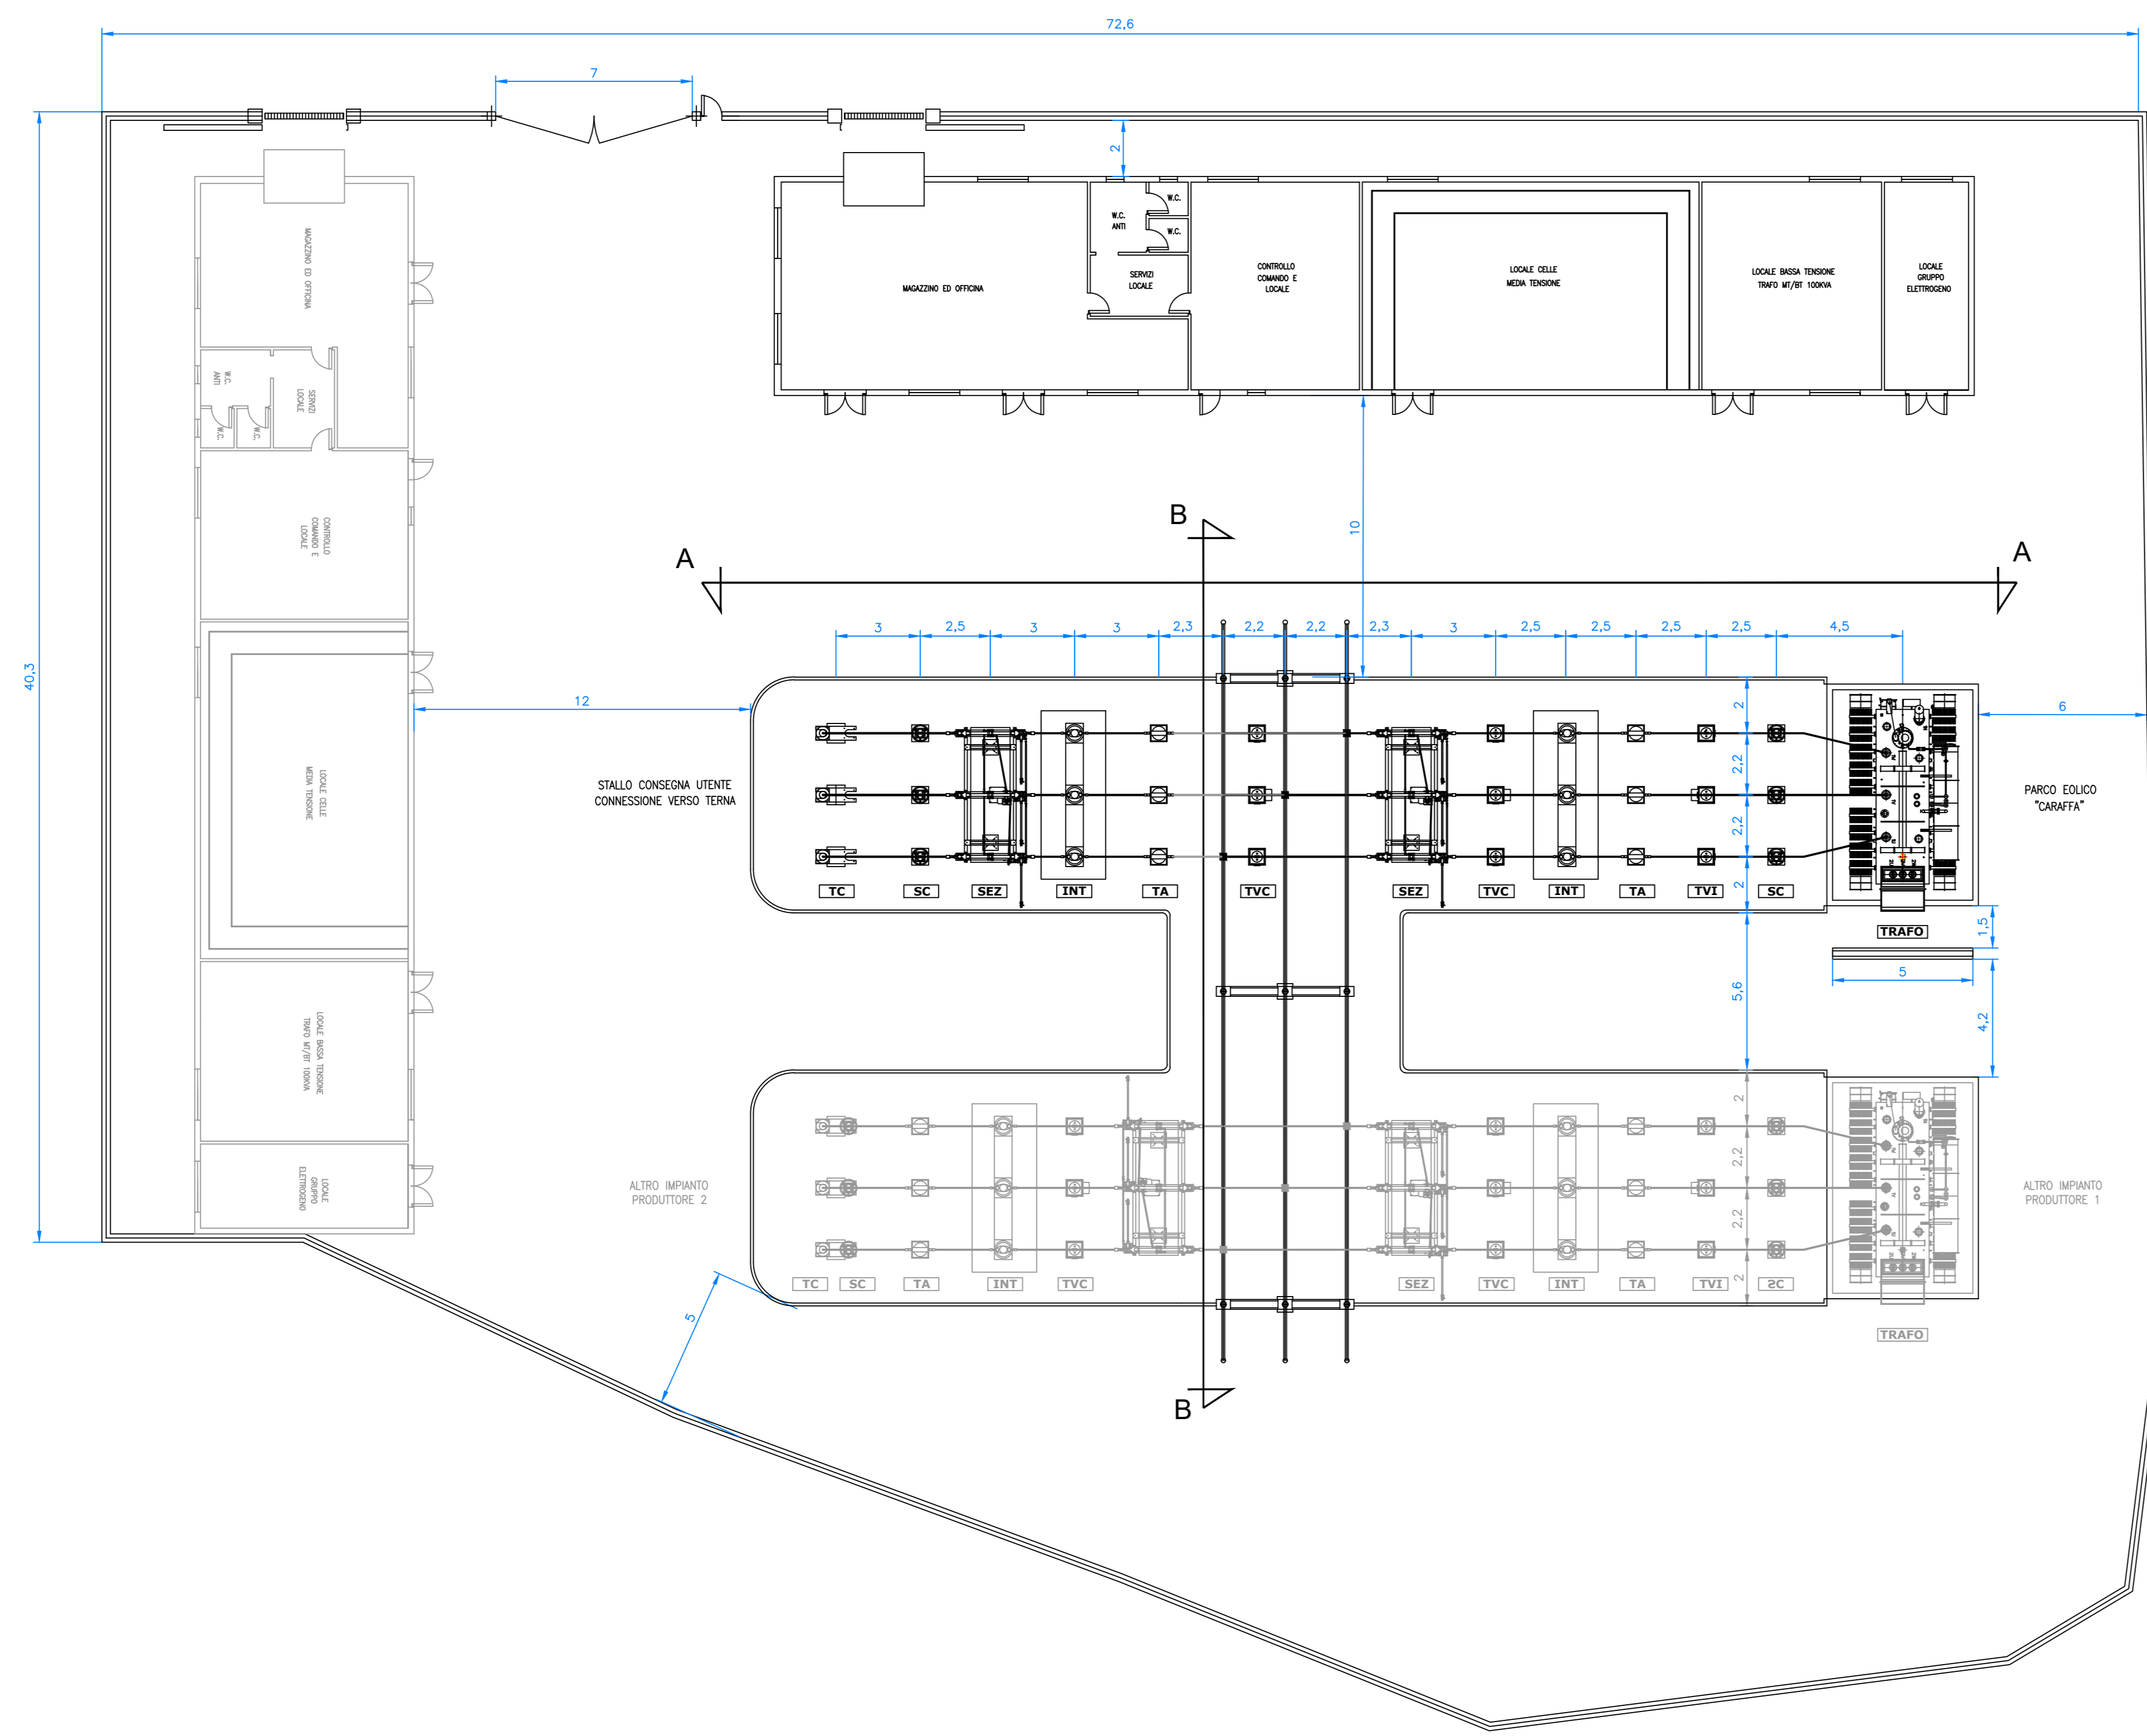 72,6
7
2
40,3
MAGAZZINO ED OFFICINA
W.C.
ANTI
W.C.
W.C.
SERVIZI
LOCALE
CONTROLLO
COMANDO E
LOCALE
LOCALE CELLE
MEDIA TENSIONE
LOCALE BASSA TENSIONE
TRAFO MT/BT 100KVA
LOCALE
GRUPPO
ELETTROGENO
MAGAZZINO ED OFFICINA
W.C.
ANTI
SERVIZI
LOCALE
W.C.
W.C.
CONTROLLO
COMANDO E
LOCALE
LOCALE CELLE
MEDIA TENSIONE
LOCALE BASSA TENSIONE
TRAFO MT/BT 100KVA
LOCALE
GRUPPO
ELETTROGENO
B
10
A
A
3
2,5
3
3
2,3
2,2
2,2
2,3
3
2,5
2,5
2,5
2,5
4,5
12
6
2
2,2
2,2
2
STALLO CONSEGNA UTENTE
CONNESSIONE VERSO TERNA
PARCO EOLICO
"CARAFFA"
TC
SC
SEZ
INT
TA
TVC
SEZ
TVC
INT
TA
TVI
SC
TRAFO
1,5
5
5,6
4,2
2
2,2
2,2
2
ALTRO IMPIANTO
PRODUTTORE 2
ALTRO IMPIANTO
PRODUTTORE 1
TC
SC
TA
INT
TVC
SEZ
TVC
INT
TA
TVI
SC
TRAFO
5
B